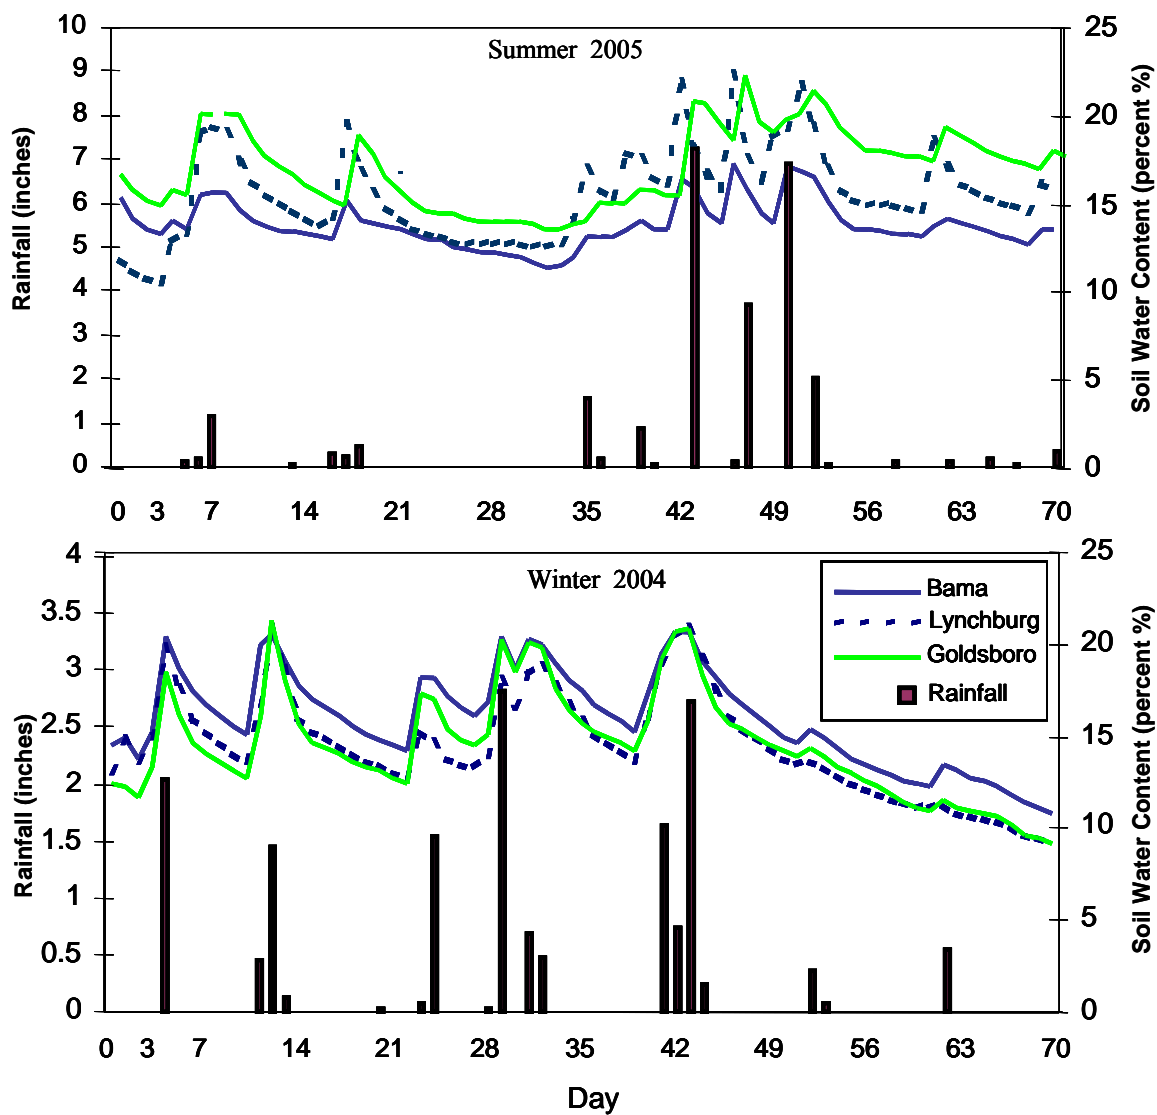 Summer 2005
Rainfall (inches)
10
9
8
7
6
5
4
3
2
1
0
25
20
15
10
5
0
Soil Water Content (percent %)
0 3 7 14 21 28 35 42 49 56 63 70
Winter 2004
Rainfall (inches)
4
3.5
3
2.5
2
1.5
1
0.5
0
Bama
Lynchburg
Goldsboro
Rainfall
25
20
15
10
5
0
Soil Water Content (percent %)
0 3 7 14 21 28 35 42 49 56 63 70
Day